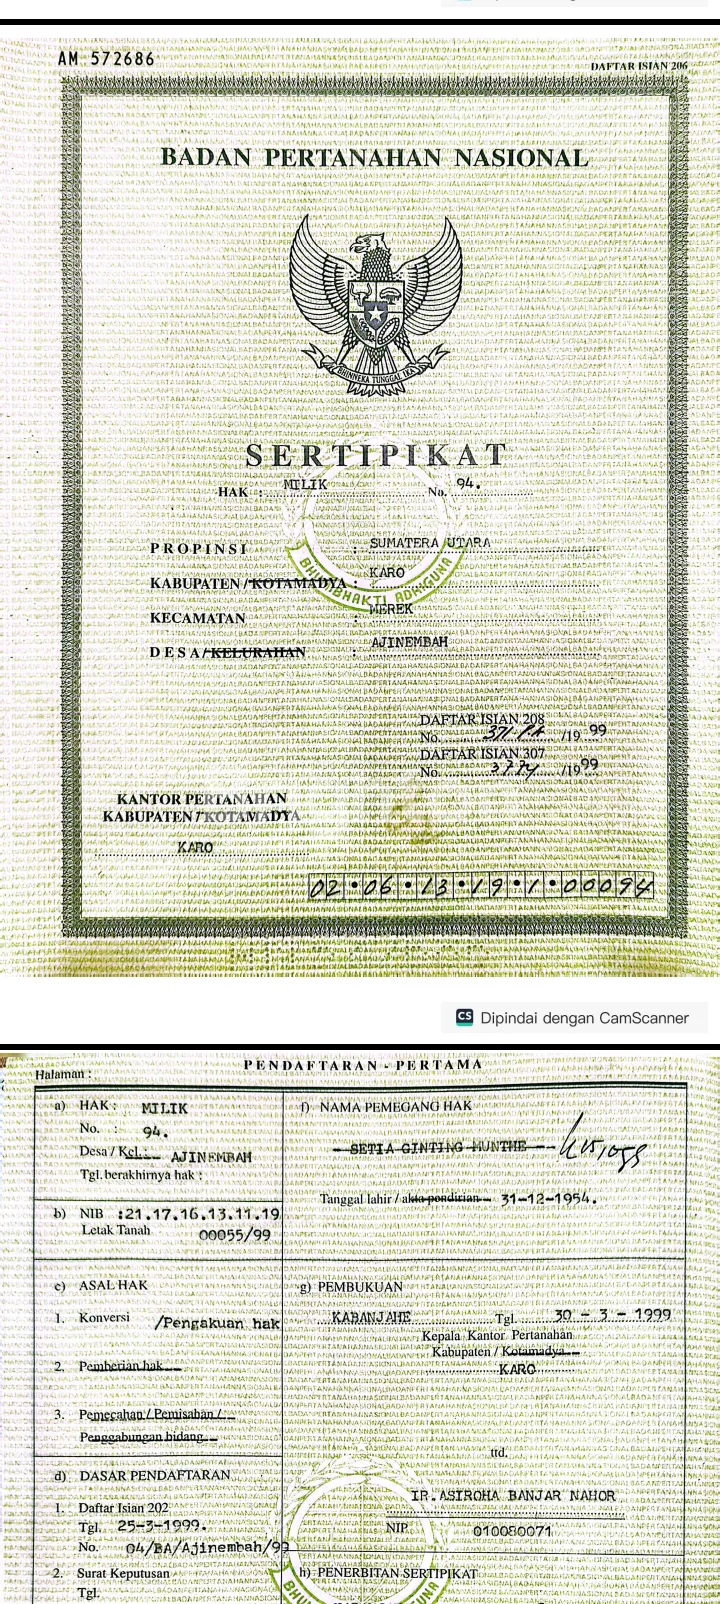 AM 572686
DAFTAR ISIAN 206
BADAN PERTANAHAN NASIONAL
BHINNEKA TUNGGAL IKA
SERTIPIKAT
HAK : MILIK No. 94.
PROPINSI : SUMATERA UTARA
KABUPATEN / KOTAMADYA : KARO
KECAMATAN : MEREK
DESA / KELURAHAN : AJINEMBAH
BHUMIBHAKTI ADHIGUNA
DAFTAR ISIAN 208
No. /19 99
DAFTAR ISIAN 307
No. /19 99
KANTOR PERTANAHAN
KABUPATEN / KOTAMADYA
KARO
02 • 06 • 13 • 19 • 1 • 00094
CS Dipindai dengan CamScanner
Halaman :
PENDAFTARAN - PERTAMA
a) HAK : MILIK
No. : 94.
Desa / Kel. AJINEMBAH
Tgl. berakhirnya hak :
b) NIB : 21.17.16.13.11.19
Letak Tanah 00055/99
c) ASAL HAK
1. Konversi /Pengakuan hak
2. Pemberian hak
3. Pemecahan / Pemisahan /
Penggabungan bidang
d) DASAR PENDAFTARAN
1. Daftar Isian 202
Tgl. 25-3-1999.
No. 04/BA/Ajinembah/99
2. Surat Keputusan
Tgl.
f) NAMA PEMEGANG HAK
SETIA GINTING MUNTHE
Tanggal lahir / akta pendirian 31-12-1954.
g) PEMBUKUAN
KABANJAHE Tgl. 30 - 3 - 1999
Kepala Kantor Pertanahan
Kabupaten / Kotamadya
KARO
ttd.
IR.ASIROHA BANJAR NAHOR
NIP. 010080071
h) PENERBITAN SERTIPIKAT